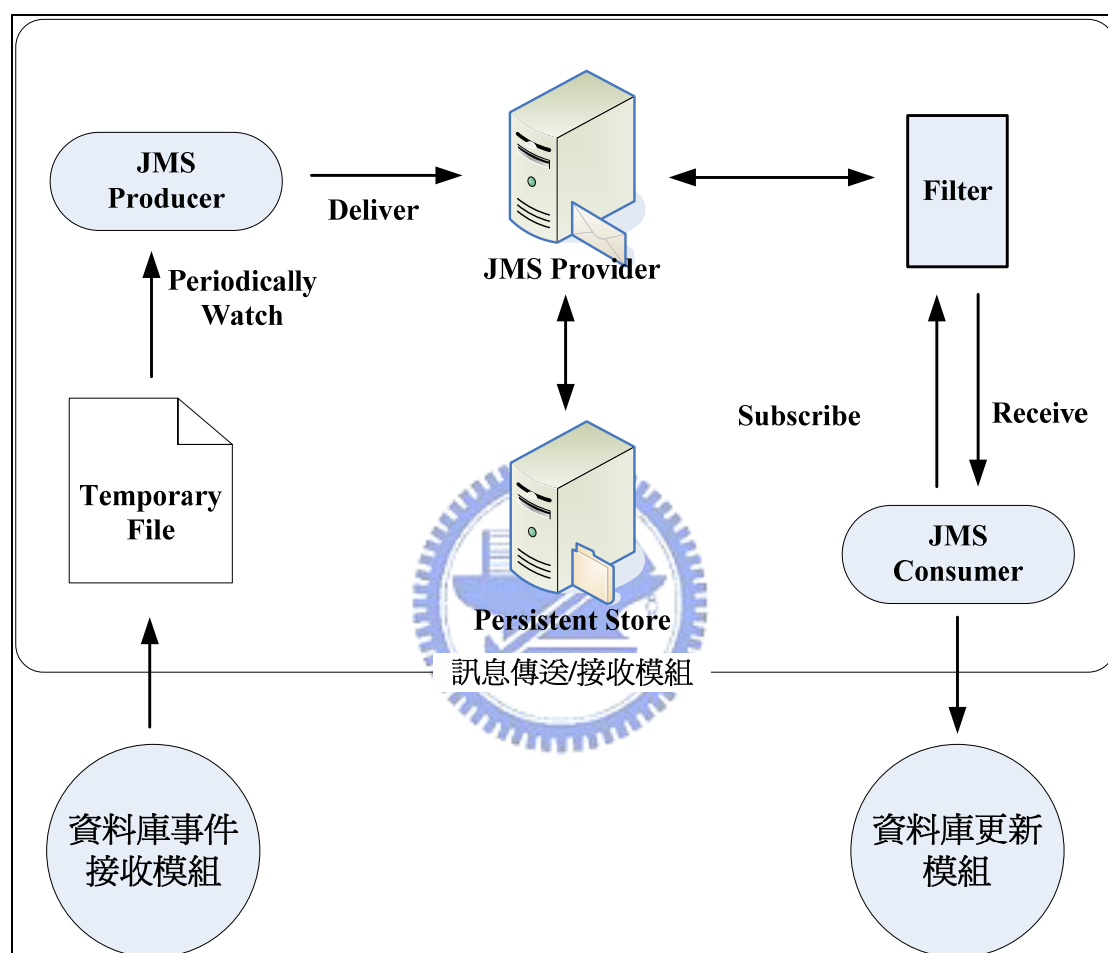 JMS
Producer
Deliver
JMS Provider
Filter
Periodically
Watch
Temporary
File
Subscribe
Receive
Persistent Store
JMS
Consumer
訊息傳送/接收模組
資料庫事件
接收模組
資料庫更新
模組